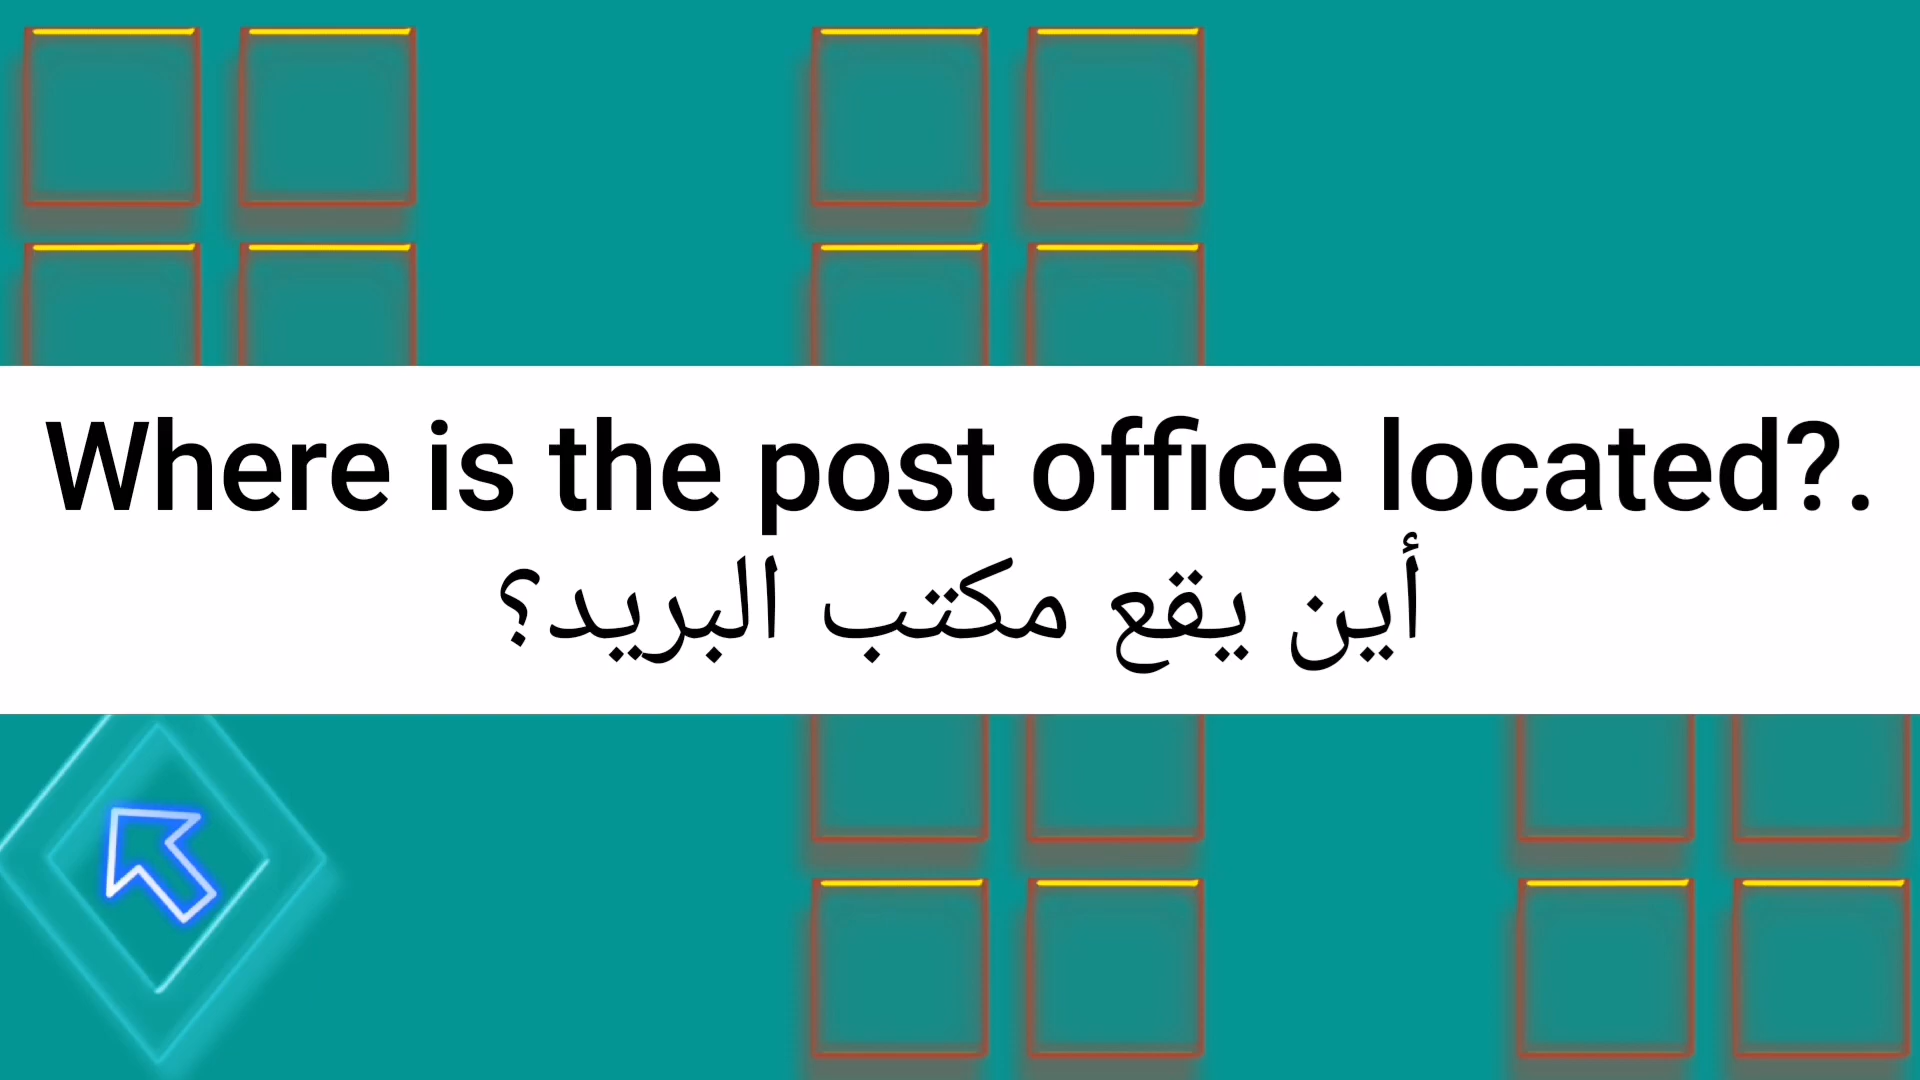 Where is the post office located?.
أين يقع مكتب البريد؟